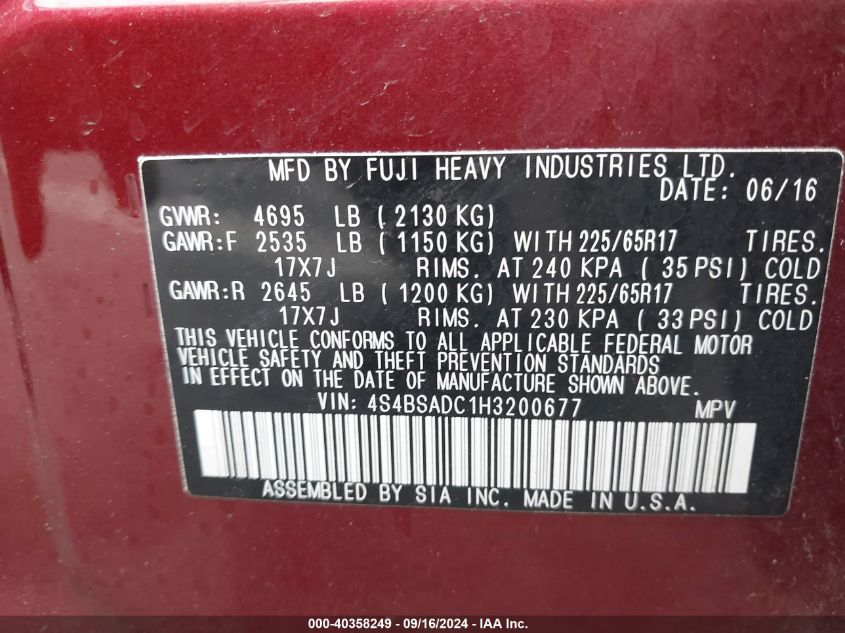 MFD BY FUJI HEAVY INDUSTRIES LTD.
DATE: 06/16
GVWR: 4695 LB ( 2130 KG)
GAWR:F 2535 LB ( 1150 KG) WITH 225/65R17 TIRES.
17X7J RIMS. AT 240 KPA ( 35 PSI) COLD
GAWR:R 2645 LB ( 1200 KG) WITH 225/65R17 TIRES.
17X7J RIMS. AT 230 KPA ( 33 PSI) COLD
THIS VEHICLE CONFORMS TO ALL APPLICABLE FEDERAL MOTOR
VEHICLE SAFETY AND THEFT PREVENTION STANDARDS
IN EFFECT ON THE DATE OF MANUFACTURE SHOWN ABOVE.
VIN: 4S4BSADC1H3200677 MPV
ASSEMBLED BY SIA INC. MADE IN U.S.A.
000-40358249 - 09/16/2024 - IAAI.COM